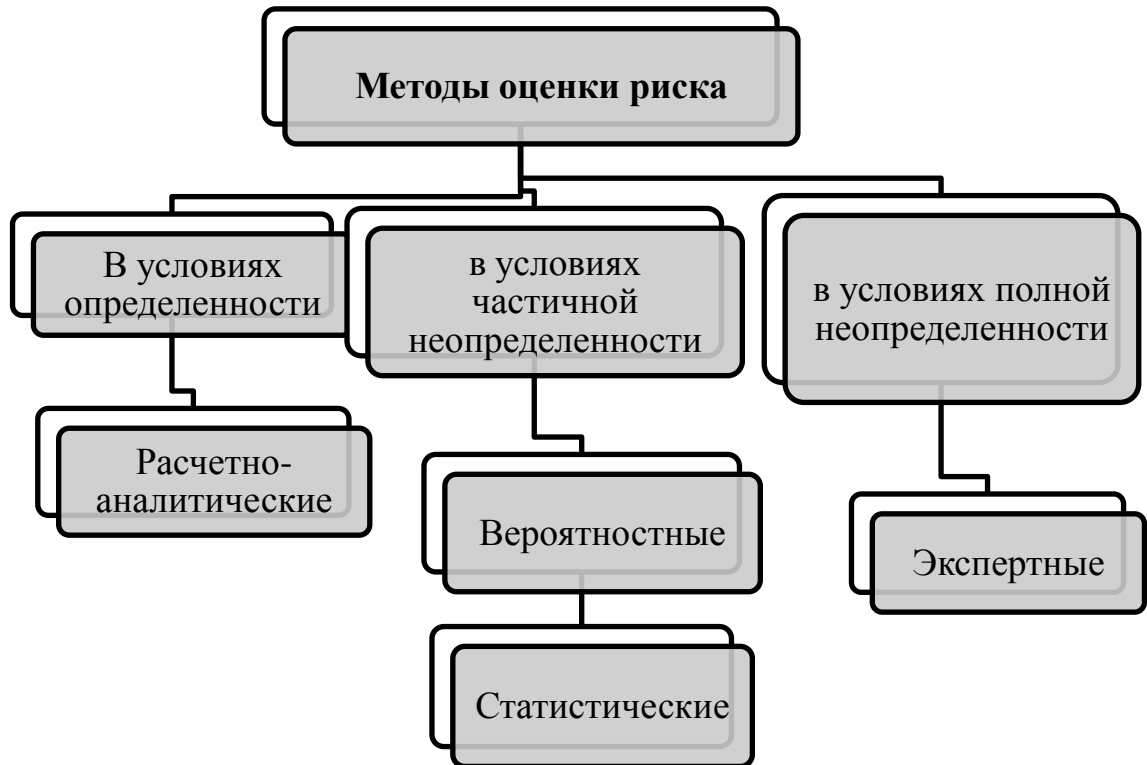 Методы оценки риска
В условиях
определенности
в условиях
частичной
неопределенности
в условиях полной
неопределенности
Расчетно-
аналитические
Вероятностные
Экспертные
Статистические